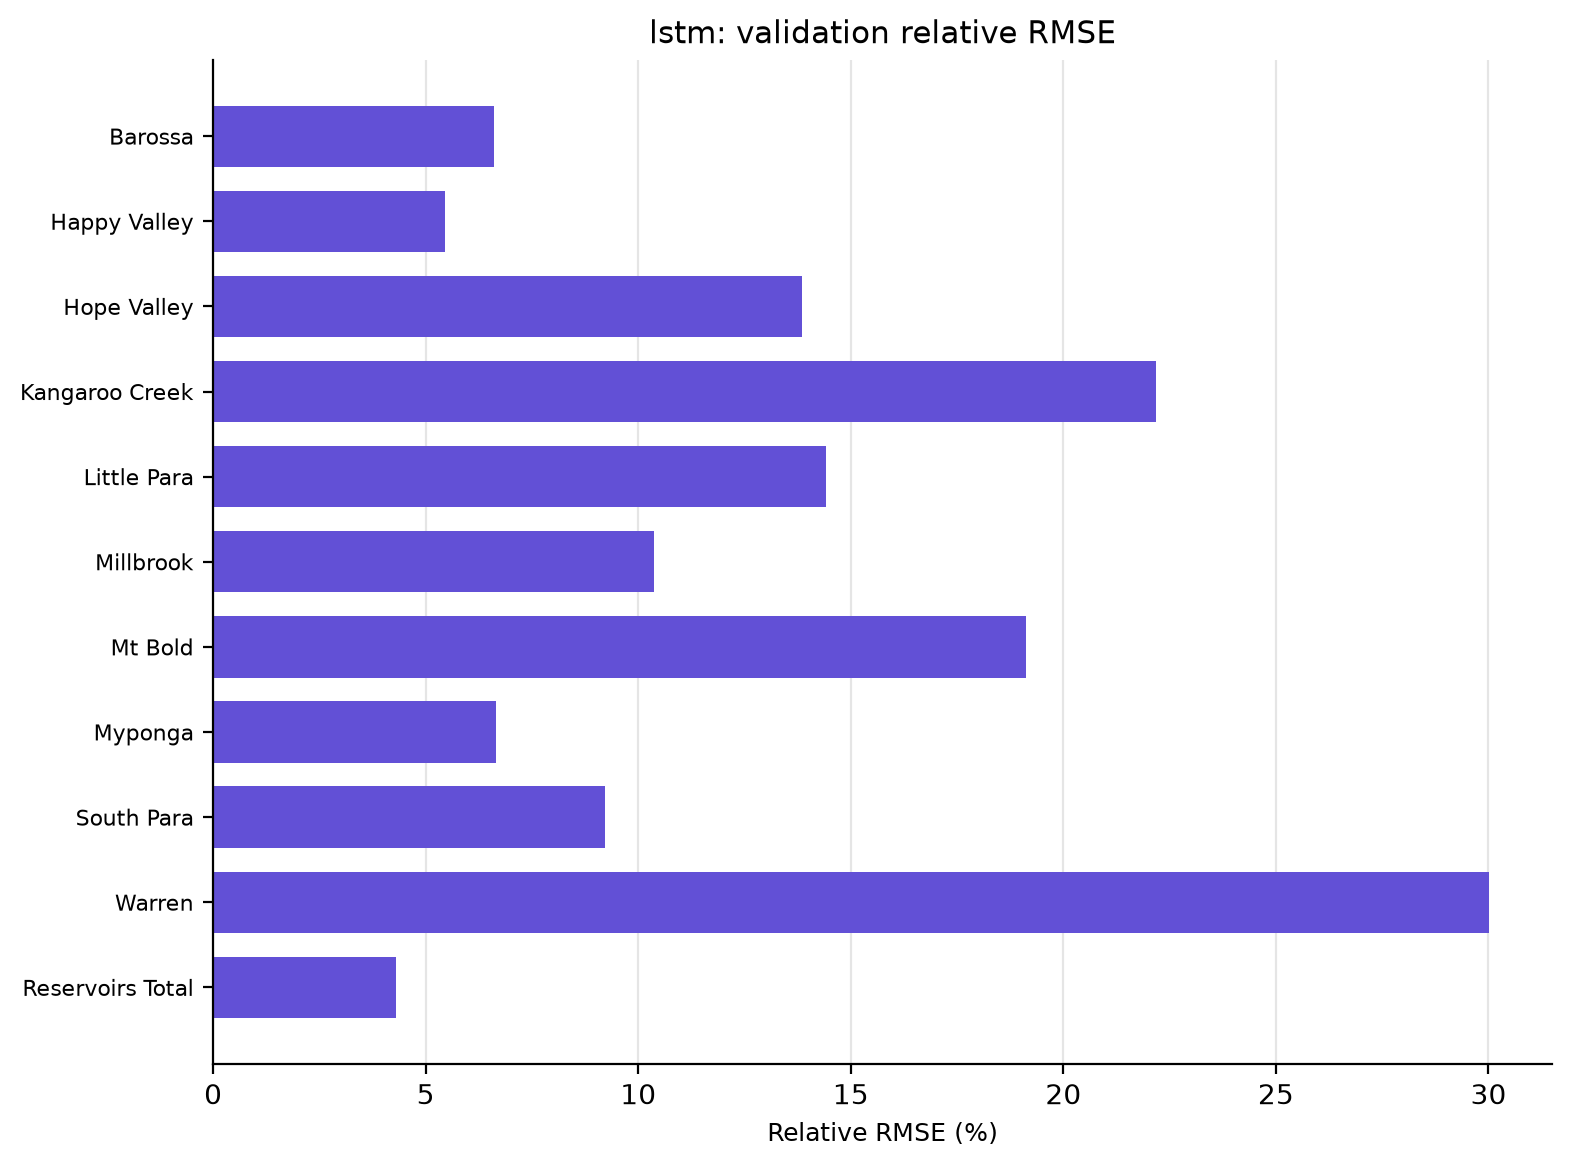 lstm: validation relative RMSE
Barossa
Happy Valley
Hope Valley
Kangaroo Creek
Little Para
Millbrook
Mt Bold
Myponga
South Para
Warren
Reservoirs Total
0 5 10 15 20 25 30
Relative RMSE (%)